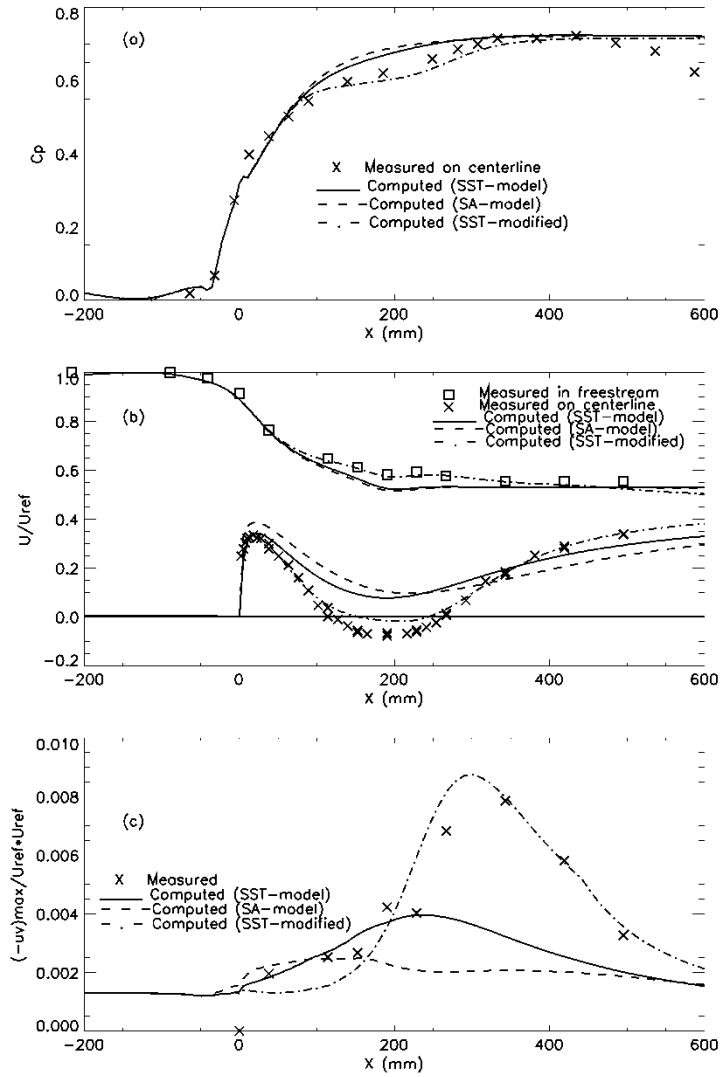 (a)
Cp
0.8
0.4
0.2
0.0
× Measured on centerline
Computed (SST-model)
Computed (SA-model)
Computed (SST-modified)
-200 0 200 400 600
X (mm)
(b)
U/Uref
1.0
0.8
0.6
0.4
0.2
0.0
-0.2
Measured in freestream
× Measured on centerline
Computed (SST-model)
Computed (SA-model)
Computed (SST-modified)
-200 0 200 400 600
X (mm)
(c)
(-uv)max/Uref*Uref
0.010
0.008
0.006
0.004
0.002
0.000
X Measured
Computed (SST-model)
Computed (SA-model)
Computed (SST-modified)
-200 0 200 400 600
X (mm)